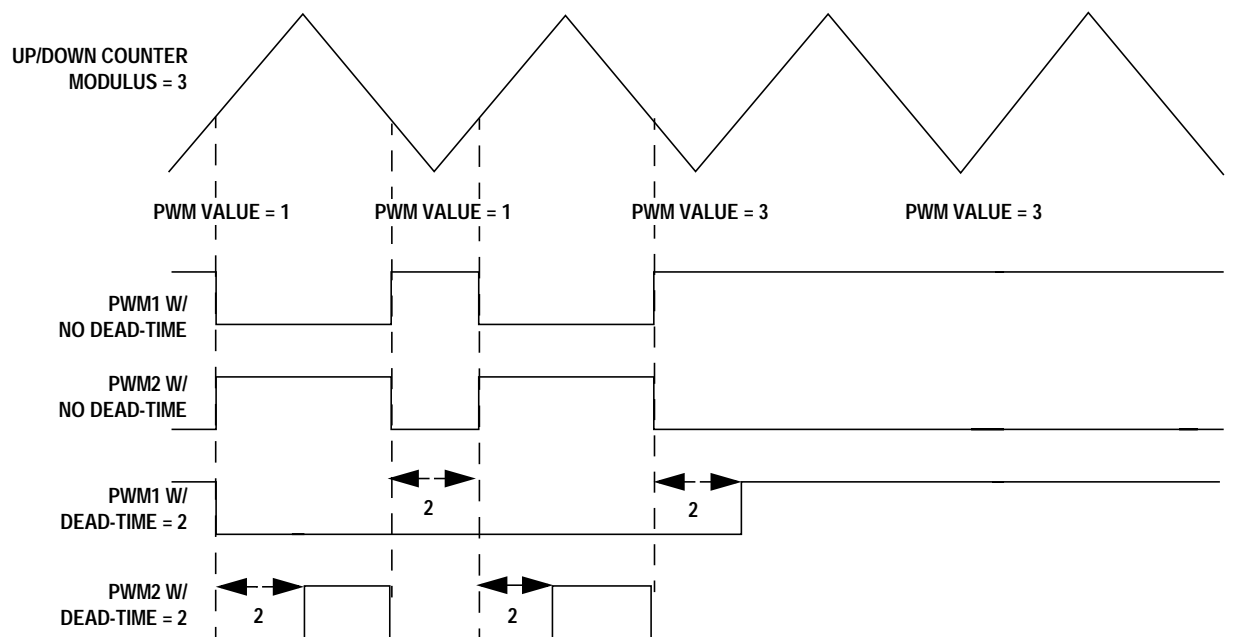 UP/DOWN COUNTER
MODULUS = 3
PWM VALUE = 1 PWM VALUE = 1 PWM VALUE = 3 PWM VALUE = 3
PWM1 W/
NO DEAD-TIME
PWM2 W/
NO DEAD-TIME
PWM1 W/
DEAD-TIME = 2
2 2
PWM2 W/
DEAD-TIME = 2
2 2